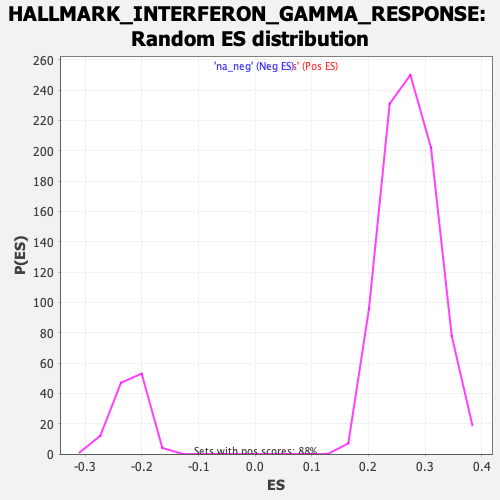 HALLMARK_INTERFERON_GAMMA_RESPONSE:
Random ES distribution
'na_neg' (Neg ES) s' (Pos ES)
260
240
220
200
180
160
140
120
100
80
60
40
20
0
P(ES)
Sets with pos scores: 88%
-0.3 -0.2 -0.1 0.0 0.1 0.2 0.3 0.4
ES